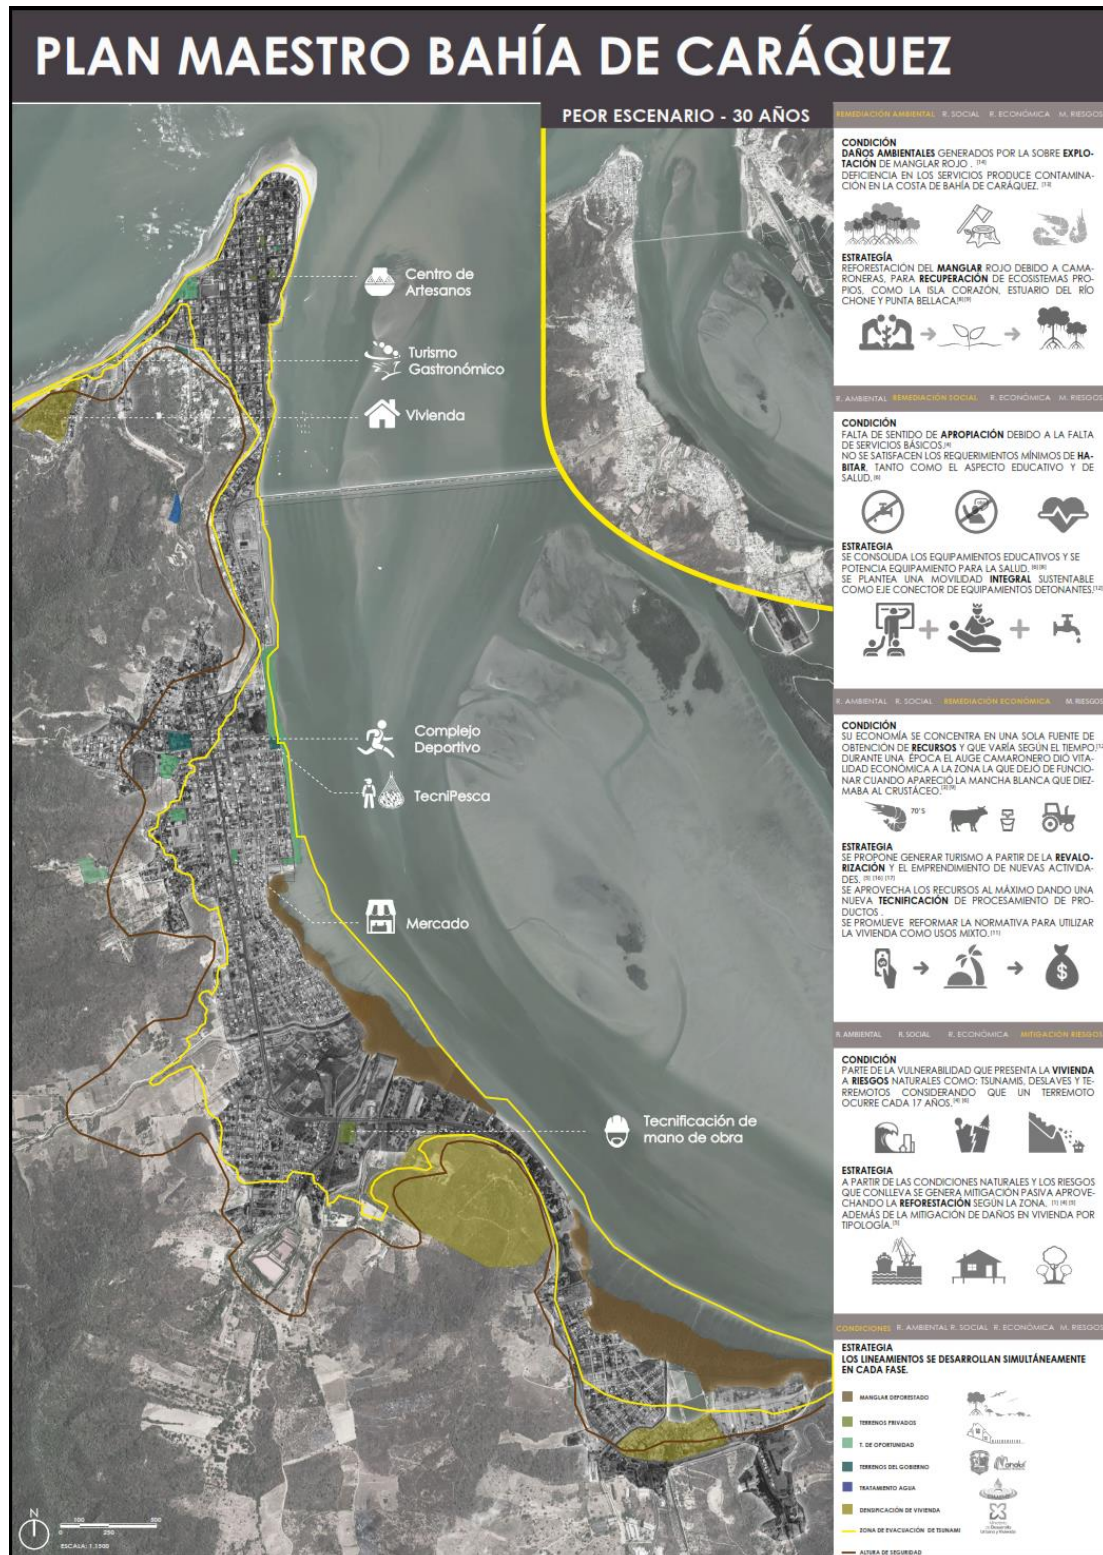 PLAN MAESTRO BAHÍA DE CARÁQUEZ
PEOR ESCENARIO - 30 AÑOS
Centro de
Artesanos
Turismo
Gastronómico
Vivienda
Complejo
Deportivo
TecniPesca
Mercado
Tecnificación de
mano de obra
N
100 500
0 250
ESCALA: 1.1500
REMEDIACIÓN AMBIENTAL R. SOCIAL R. ECONÓMICA M. RIESGOS
CONDICIÓN
DAÑOS AMBIENTALES GENERADOS POR LA SOBRE EXPLO-
TACIÓN DE MANGLAR ROJO . [14]
DEFICIENCIA EN LOS SERVICIOS PRODUCE CONTAMINA-
CIÓN EN LA COSTA DE BAHÍA DE CARÁQUEZ. [13]
ESTRATEGÍA
REFORESTACIÓN DEL MANGLAR ROJO DEBIDO A CAMA-
RONERAS, PARA RECUPERACIÓN DE ECOSISTEMAS PRO-
PIOS, COMO LA ISLA CORAZÓN, ESTUARIO DEL RÍO
CHONE Y PUNTA BELLACA.
R. AMBIENTAL REMEDIACIÓN SOCIAL R. ECONÓMICA M. RIESGOS
CONDICIÓN
FALTA DE SENTIDO DE APROPIACIÓN DEBIDO A LA FALTA
DE SERVICIOS BÁSICOS.
NO SE SATISFACEN LOS REQUERIMIENTOS MÍNIMOS DE HA-
BITAR, TANTO COMO EL ASPECTO EDUCATIVO Y DE
SALUD.
ESTRATEGIA
SE CONSOLIDA LOS EQUIPAMIENTOS EDUCATIVOS Y SE
POTENCIA EQUIPAMIENTO PARA LA SALUD.
SE PLANTEA UNA MOVILIDAD INTEGRAL SUSTENTABLE
COMO EJE CONECTOR DE EQUIPAMIENTOS DETONANTES.[12]
R. AMBIENTAL R. SOCIAL REMEDIACIÓN ECONÓMICA M. RIESGOS
CONDICIÓN
SU ECONOMÍA SE CONCENTRA EN UNA SOLA FUENTE DE
OBTENCIÓN DE RECURSOS Y QUE VARÍA SEGÚN EL TIEMPO.
DURANTE UNA ÉPOCA EL AUGE CAMARONERO DIÓ VITA-
LIDAD ECONÓMICA A LA ZONA LA QUE DEJÓ DE FUNCIO-
NAR CUANDO APARECIÓ LA MANCHA BLANCA QUE DIEZ-
MABA AL CRUSTÁCEO.
70'S
ESTRATEGIA
SE PROPONE GENERAR TURISMO A PARTIR DE LA REVALO-
RIZACIÓN Y EL EMPRENDIMIENTO DE NUEVAS ACTIVIDA-
DES. [2] [16] [17]
SE APROVECHA LOS RECURSOS AL MÁXIMO DANDO UNA
NUEVA TECNIFICACIÓN DE PROCESAMIENTO DE PRO-
DUCTOS .
SE PROMUEVE REFORMAR LA NORMATIVA PARA UTILIZAR
LA VIVIENDA COMO USOS MIXTO. [11]
$
R. AMBIENTAL R. SOCIAL R. ECONÓMICA MITIGACIÓN RIESGOS
CONDICIÓN
PARTE DE LA VULNERABILIDAD QUE PRESENTA LA VIVIENDA
A RIESGOS NATURALES COMO: TSUNAMIS, DESLAVES Y TE-
RREMOTOS CONSIDERANDO QUE UN TERREMOTO
OCURRE CADA 17 AÑOS.
ESTRATEGIA
A PARTIR DE LAS CONDICIONES NATURALES Y LOS RIESGOS
QUE CONLLEVA SE GENERA MITIGACIÓN PASIVA APROVE-
CHANDO LA REFORESTACIÓN SEGÚN LA ZONA.
ADEMÁS DE LA MITIGACIÓN DE DAÑOS EN VIVIENDA POR
TIPOLOGÍA.
CONDICIONES R. AMBIENTAL R. SOCIAL R. ECONÓMICA M. RIESGOS
ESTRATEGIA
LOS LINEAMIENTOS SE DESARROLLAN SIMULTÁNEAMENTE
EN CADA FASE.
MANGLAR DEFORESTADO
TERRENOS PRIVADOS
T. DE OFORTUNIDAD
TERRENOS DEL GOBIERNO
TRATAMIENTO AGUA
DENSIFICACIÓN DE VIVIENDA
ZONA DE EVACUACIÓN DE TSUNAMI
ALTURA DE SEGURIDAD